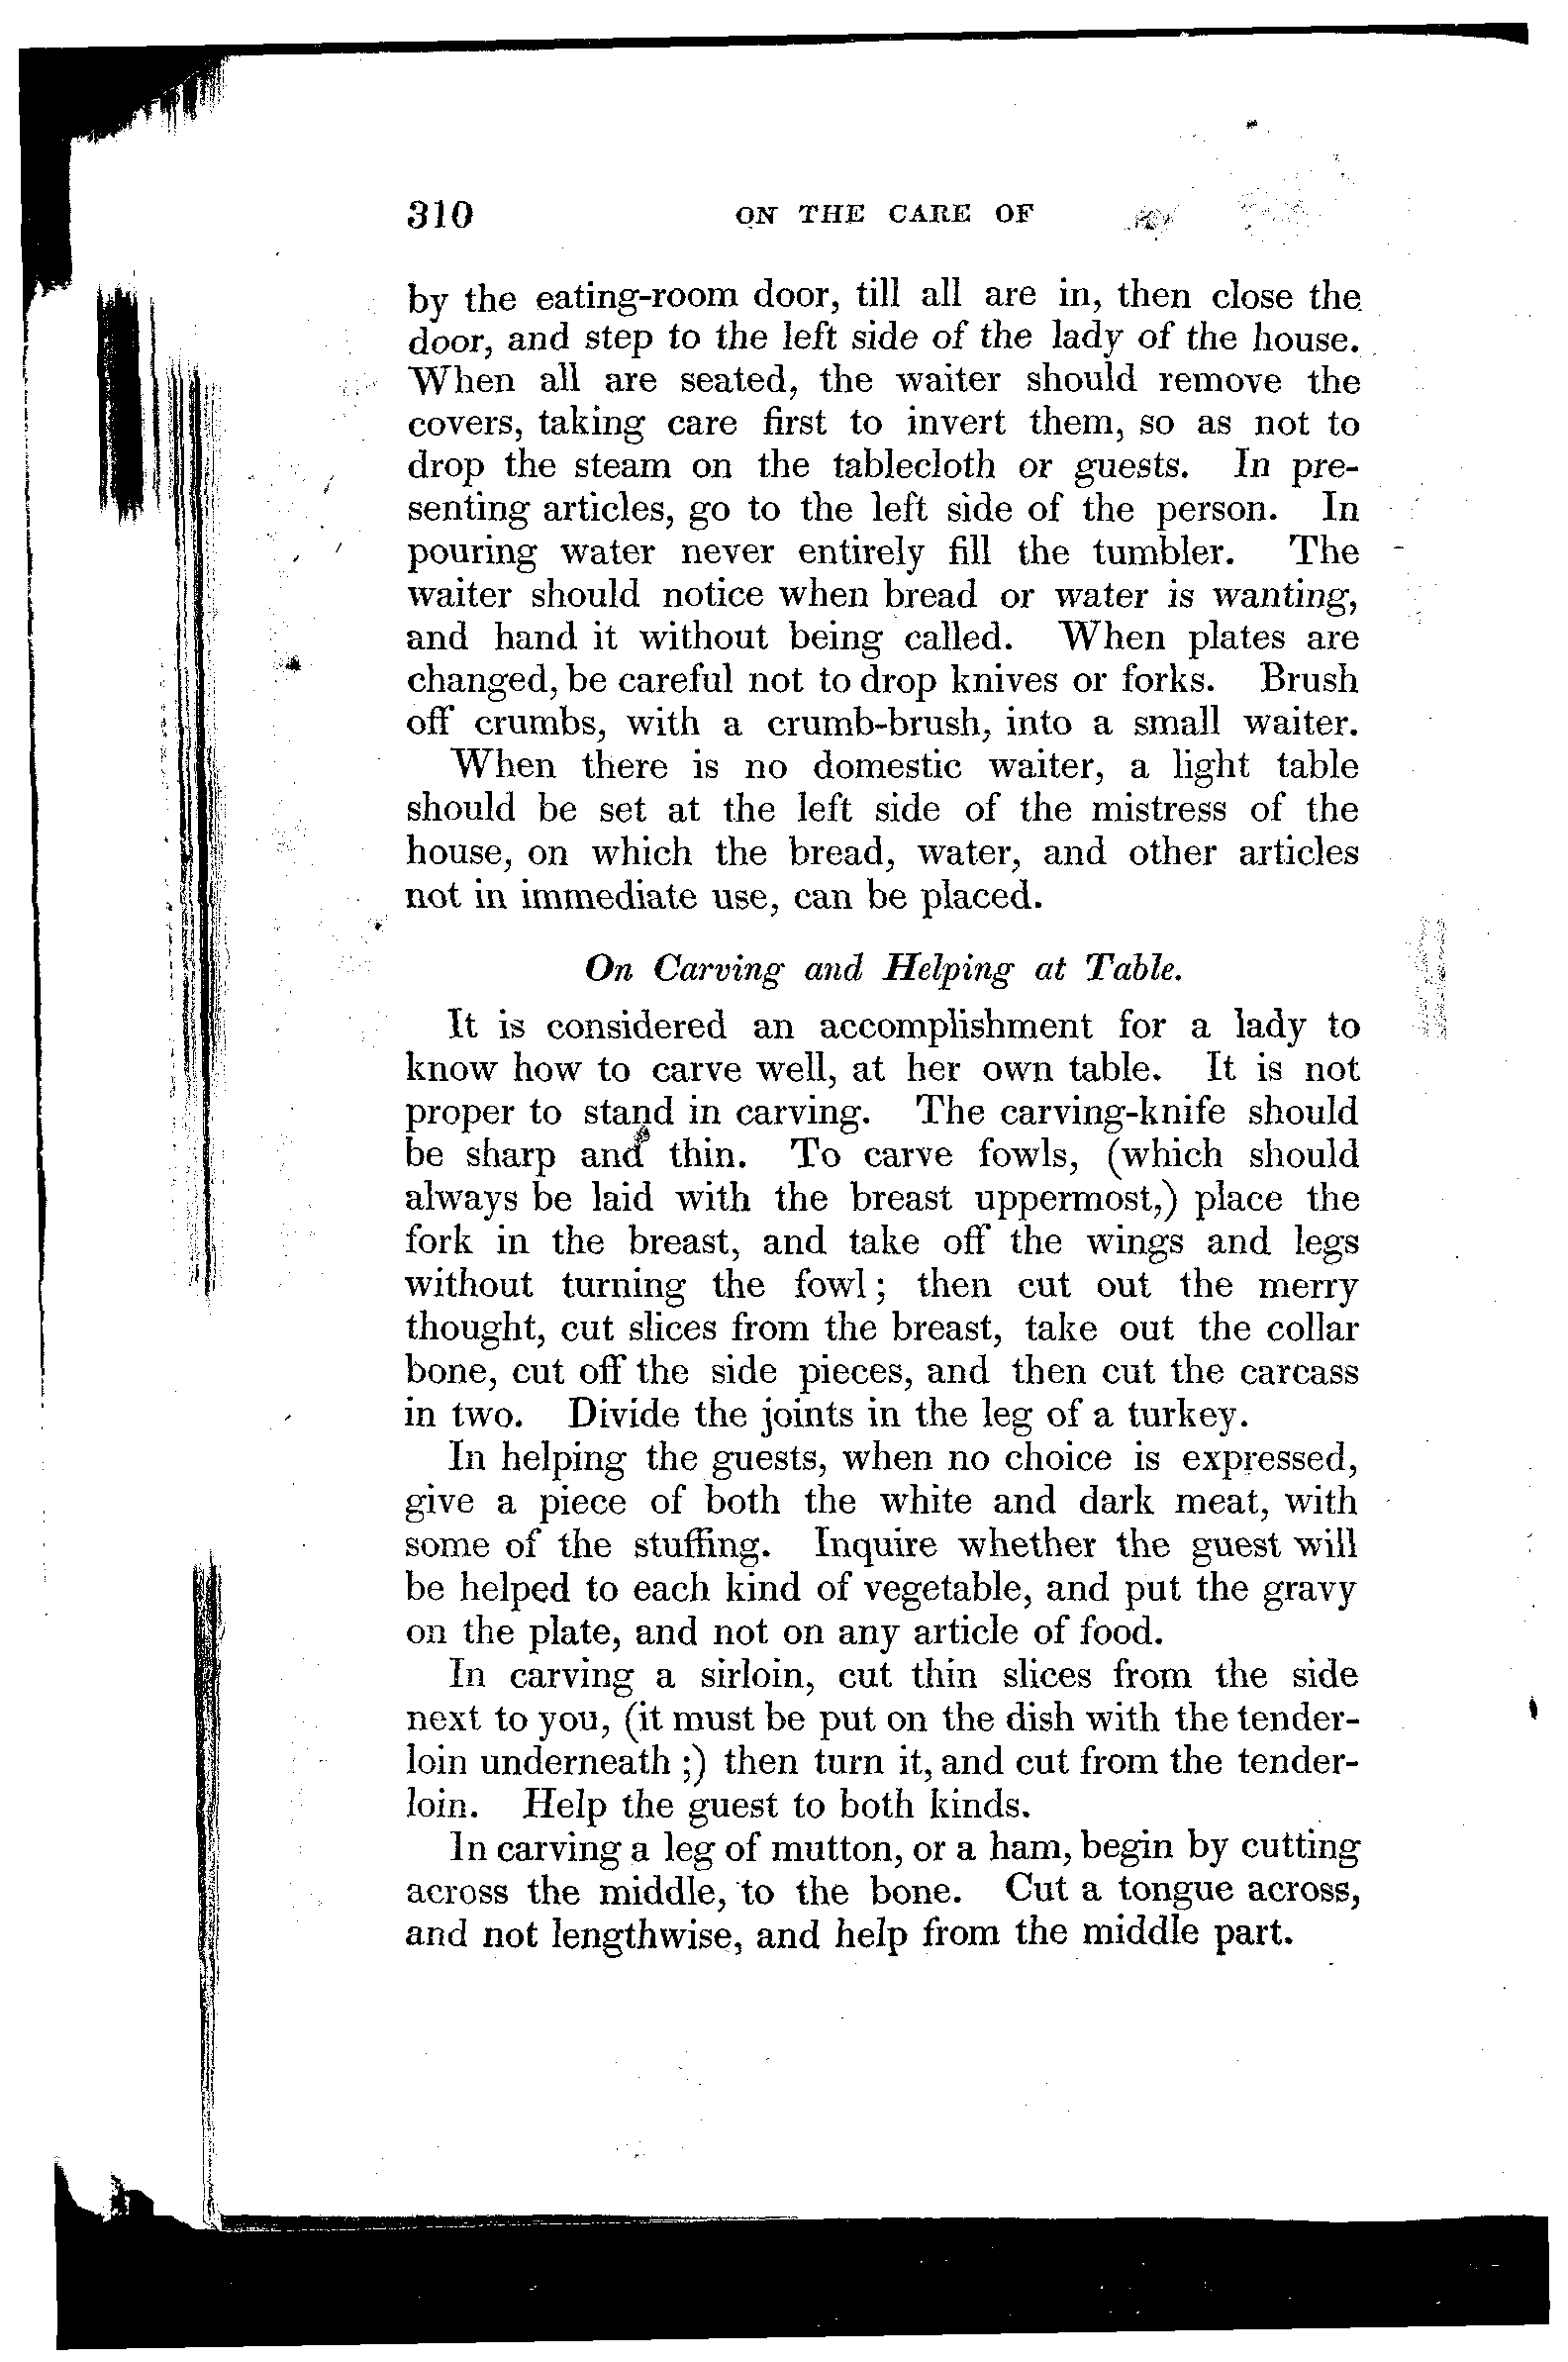 310 ON THE CARE OF
by the eating-room door, till all are in, then close the
door, and step to the left side of the lady of the house.
When all are seated, the waiter should remove the
covers, taking care first to invert them, so as not to
drop the steam on the tablecloth or guests. In pre-
senting articles, go to the left side of the person. In
pouring water never entirely fill the tumbler. The
waiter should notice when bread or water is wanting,
and hand it without being called. When plates are
changed, be careful not to drop knives or forks. Brush
off crumbs, with a crumb-brush, into a small waiter.
When there is no domestic waiter, a light table
should be set at the left side of the mistress of the
house, on which the bread, water, and other articles
not in immediate use, can be placed.
On Carving and Helping at Table.
It is considered an accomplishment for a lady to
know how to carve well, at her own table. It is not
proper to stand in carving. The carving-knife should
be sharp and thin. To carve fowls, (which should
always be laid with the breast uppermost,) place the
fork in the breast, and take off the wings and legs
without turning the fowl; then cut out the merry
thought, cut slices from the breast, take out the collar
bone, cut off the side pieces, and then cut the carcass
in two. Divide the joints in the leg of a turkey.
In helping the guests, when no choice is expressed,
give a piece of both the white and dark meat, with
some of the stuffing. Inquire whether the guest will
be helped to each kind of vegetable, and put the gravy
on the plate, and not on any article of food.
In carving a sirloin, cut thin slices from the side
next to you, (it must be put on the dish with the tender-
loin underneath ;) then turn it, and cut from the tender-
loin. Help the guest to both kinds.
In carving a leg of mutton, or a ham, begin by cutting
across the middle, to the bone. Cut a tongue across,
and not lengthwise, and help from the middle part.